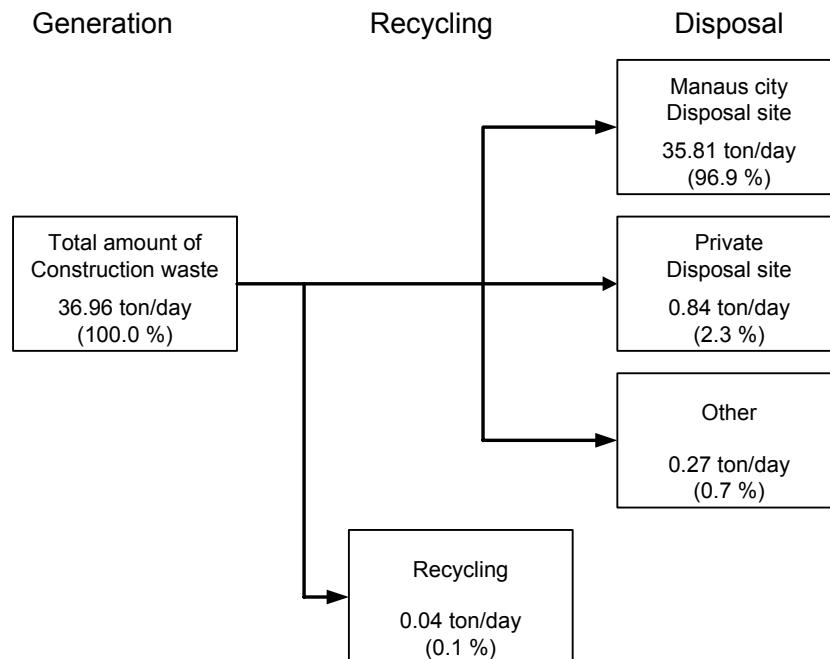 Generation
Recycling
Disposal
Manaus city
Disposal site
35.81 ton/day
(96.9 %)
Total amount of
Construction waste
36.96 ton/day
(100.0 %)
Private
Disposal site
0.84 ton/day
(2.3 %)
Other
0.27 ton/day
(0.7 %)
Recycling
0.04 ton/day
(0.1 %)